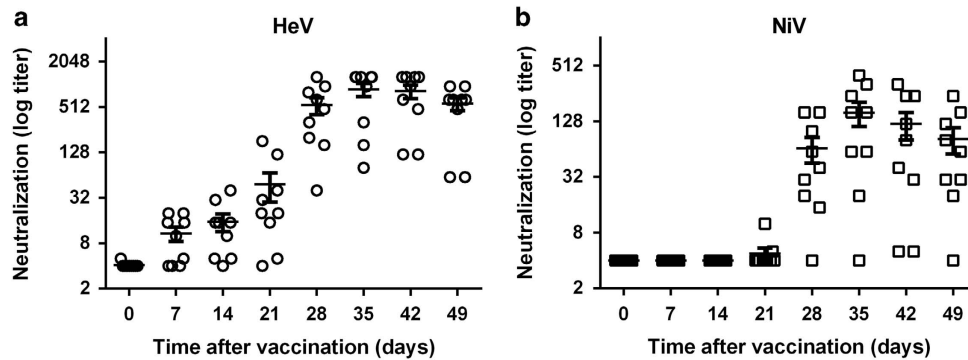 a
HeV
Neutralization (log titer)
2048
512
128
32
8
2
0 7 14 21 28 35 42 49
Time after vaccination (days)
b
NiV
Neutralization (log titer)
512
128
32
8
2
0 7 14 21 28 35 42 49
Time after vaccination (days)